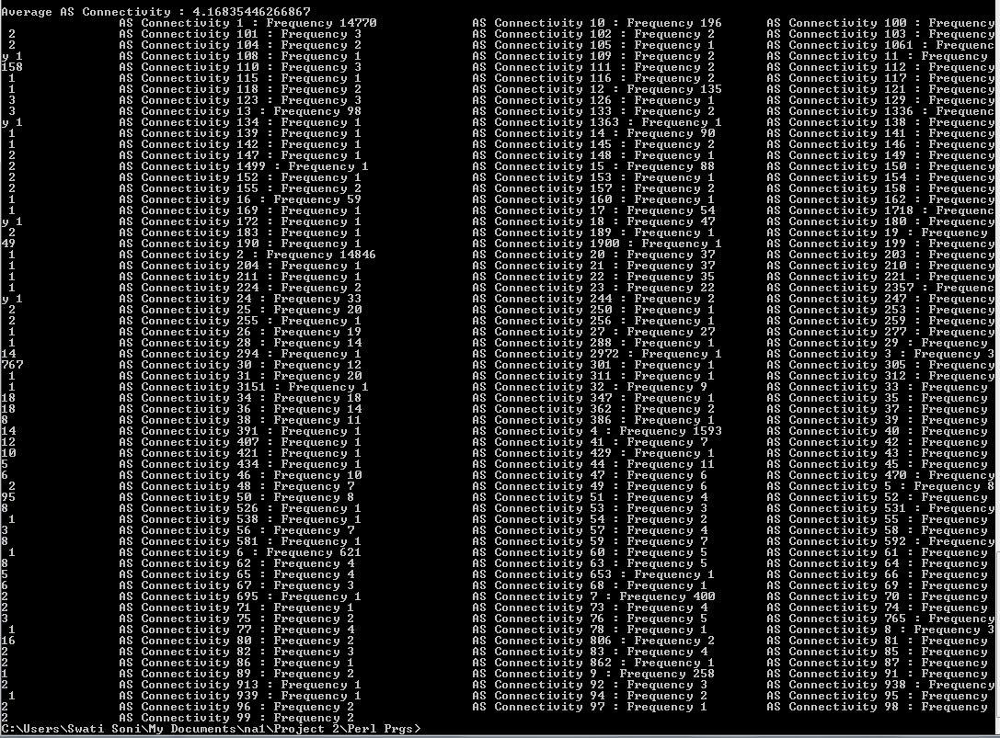 Average AS Connectivity : 4.16835446266867
AS Connectivity 1 : Frequency 14770 AS Connectivity 10 : Frequency 196 AS Connectivity 100 : Frequency
2 AS Connectivity 101 : Frequency 3 AS Connectivity 102 : Frequency 2 AS Connectivity 103 : Frequency
2 AS Connectivity 104 : Frequency 2 AS Connectivity 105 : Frequency 1 AS Connectivity 1061 : Frequenc
y 1 AS Connectivity 108 : Frequency 1 AS Connectivity 109 : Frequency 2 AS Connectivity 11 : Frequency
158 AS Connectivity 110 : Frequency 3 AS Connectivity 111 : Frequency 2 AS Connectivity 112 : Frequency
1 AS Connectivity 115 : Frequency 1 AS Connectivity 116 : Frequency 2 AS Connectivity 117 : Frequency
1 AS Connectivity 118 : Frequency 2 AS Connectivity 12 : Frequency 135 AS Connectivity 121 : Frequency
3 AS Connectivity 123 : Frequency 3 AS Connectivity 126 : Frequency 1 AS Connectivity 129 : Frequency
3 AS Connectivity 13 : Frequency 98 AS Connectivity 133 : Frequency 2 AS Connectivity 1336 : Frequenc
y 1 AS Connectivity 134 : Frequency 1 AS Connectivity 1363 : Frequency 1 AS Connectivity 138 : Frequency
1 AS Connectivity 139 : Frequency 1 AS Connectivity 14 : Frequency 90 AS Connectivity 141 : Frequency
1 AS Connectivity 142 : Frequency 1 AS Connectivity 145 : Frequency 2 AS Connectivity 146 : Frequency
2 AS Connectivity 147 : Frequency 1 AS Connectivity 148 : Frequency 1 AS Connectivity 149 : Frequency
2 AS Connectivity 1499 : Frequency 1 AS Connectivity 15 : Frequency 88 AS Connectivity 150 : Frequency
2 AS Connectivity 152 : Frequency 1 AS Connectivity 153 : Frequency 1 AS Connectivity 154 : Frequency
2 AS Connectivity 155 : Frequency 2 AS Connectivity 157 : Frequency 2 AS Connectivity 158 : Frequency
1 AS Connectivity 16 : Frequency 59 AS Connectivity 160 : Frequency 1 AS Connectivity 162 : Frequency
1 AS Connectivity 169 : Frequency 1 AS Connectivity 17 : Frequency 54 AS Connectivity 1718 : Frequenc
y 1 AS Connectivity 172 : Frequency 1 AS Connectivity 18 : Frequency 47 AS Connectivity 180 : Frequency
2 AS Connectivity 183 : Frequency 1 AS Connectivity 189 : Frequency 1 AS Connectivity 19 : Frequency
49 AS Connectivity 190 : Frequency 1 AS Connectivity 1900 : Frequency 1 AS Connectivity 199 : Frequency
1 AS Connectivity 2 : Frequency 14846 AS Connectivity 20 : Frequency 37 AS Connectivity 203 : Frequency
1 AS Connectivity 204 : Frequency 1 AS Connectivity 21 : Frequency 37 AS Connectivity 210 : Frequency
1 AS Connectivity 211 : Frequency 1 AS Connectivity 22 : Frequency 35 AS Connectivity 221 : Frequency
1 AS Connectivity 224 : Frequency 2 AS Connectivity 23 : Frequency 22 AS Connectivity 2357 : Frequenc
y 1 AS Connectivity 24 : Frequency 33 AS Connectivity 244 : Frequency 2 AS Connectivity 247 : Frequency
2 AS Connectivity 25 : Frequency 20 AS Connectivity 250 : Frequency 1 AS Connectivity 253 : Frequency
2 AS Connectivity 255 : Frequency 1 AS Connectivity 256 : Frequency 1 AS Connectivity 259 : Frequency
1 AS Connectivity 26 : Frequency 19 AS Connectivity 27 : Frequency 27 AS Connectivity 277 : Frequency
1 AS Connectivity 28 : Frequency 14 AS Connectivity 288 : Frequency 1 AS Connectivity 29 : Frequency
14 AS Connectivity 294 : Frequency 1 AS Connectivity 2972 : Frequency 1 AS Connectivity 3 : Frequency 3
767 AS Connectivity 30 : Frequency 12 AS Connectivity 301 : Frequency 1 AS Connectivity 305 : Frequency
1 AS Connectivity 31 : Frequency 20 AS Connectivity 311 : Frequency 1 AS Connectivity 312 : Frequency
1 AS Connectivity 3151 : Frequency 1 AS Connectivity 32 : Frequency 9 AS Connectivity 33 : Frequency
18 AS Connectivity 34 : Frequency 18 AS Connectivity 347 : Frequency 1 AS Connectivity 35 : Frequency
18 AS Connectivity 36 : Frequency 14 AS Connectivity 362 : Frequency 2 AS Connectivity 37 : Frequency
8 AS Connectivity 38 : Frequency 11 AS Connectivity 386 : Frequency 1 AS Connectivity 39 : Frequency
14 AS Connectivity 391 : Frequency 1 AS Connectivity 4 : Frequency 1593 AS Connectivity 40 : Frequency
12 AS Connectivity 407 : Frequency 1 AS Connectivity 41 : Frequency 7 AS Connectivity 42 : Frequency
10 AS Connectivity 421 : Frequency 1 AS Connectivity 429 : Frequency 1 AS Connectivity 43 : Frequency
5 AS Connectivity 434 : Frequency 1 AS Connectivity 44 : Frequency 11 AS Connectivity 45 : Frequency
6 AS Connectivity 46 : Frequency 10 AS Connectivity 47 : Frequency 6 AS Connectivity 470 : Frequency
2 AS Connectivity 48 : Frequency 7 AS Connectivity 49 : Frequency 6 AS Connectivity 5 : Frequency 8
95 AS Connectivity 50 : Frequency 8 AS Connectivity 51 : Frequency 4 AS Connectivity 52 : Frequency
8 AS Connectivity 526 : Frequency 1 AS Connectivity 53 : Frequency 3 AS Connectivity 531 : Frequency
1 AS Connectivity 538 : Frequency 1 AS Connectivity 54 : Frequency 2 AS Connectivity 55 : Frequency
3 AS Connectivity 56 : Frequency 7 AS Connectivity 57 : Frequency 4 AS Connectivity 58 : Frequency
8 AS Connectivity 581 : Frequency 1 AS Connectivity 59 : Frequency 7 AS Connectivity 592 : Frequency
1 AS Connectivity 6 : Frequency 621 AS Connectivity 60 : Frequency 5 AS Connectivity 61 : Frequency
8 AS Connectivity 62 : Frequency 4 AS Connectivity 63 : Frequency 5 AS Connectivity 64 : Frequency
5 AS Connectivity 65 : Frequency 4 AS Connectivity 653 : Frequency 1 AS Connectivity 66 : Frequency
6 AS Connectivity 67 : Frequency 3 AS Connectivity 68 : Frequency 1 AS Connectivity 69 : Frequency
2 AS Connectivity 695 : Frequency 1 AS Connectivity 7 : Frequency 400 AS Connectivity 70 : Frequency
2 AS Connectivity 71 : Frequency 1 AS Connectivity 73 : Frequency 4 AS Connectivity 74 : Frequency
3 AS Connectivity 75 : Frequency 2 AS Connectivity 76 : Frequency 5 AS Connectivity 765 : Frequency
1 AS Connectivity 77 : Frequency 4 AS Connectivity 78 : Frequency 1 AS Connectivity 8 : Frequency 3
16 AS Connectivity 80 : Frequency 2 AS Connectivity 806 : Frequency 2 AS Connectivity 81 : Frequency
2 AS Connectivity 82 : Frequency 3 AS Connectivity 83 : Frequency 4 AS Connectivity 85 : Frequency
2 AS Connectivity 86 : Frequency 1 AS Connectivity 862 : Frequency 1 AS Connectivity 87 : Frequency
1 AS Connectivity 89 : Frequency 2 AS Connectivity 9 : Frequency 258 AS Connectivity 91 : Frequency
2 AS Connectivity 913 : Frequency 1 AS Connectivity 92 : Frequency 3 AS Connectivity 938 : Frequency
1 AS Connectivity 939 : Frequency 1 AS Connectivity 94 : Frequency 2 AS Connectivity 95 : Frequency
2 AS Connectivity 96 : Frequency 2 AS Connectivity 97 : Frequency 1 AS Connectivity 98 : Frequency
2 AS Connectivity 99 : Frequency 2
C:\Users\Swati Soni\My Documents\na1\Project 2\Perl Prgs>